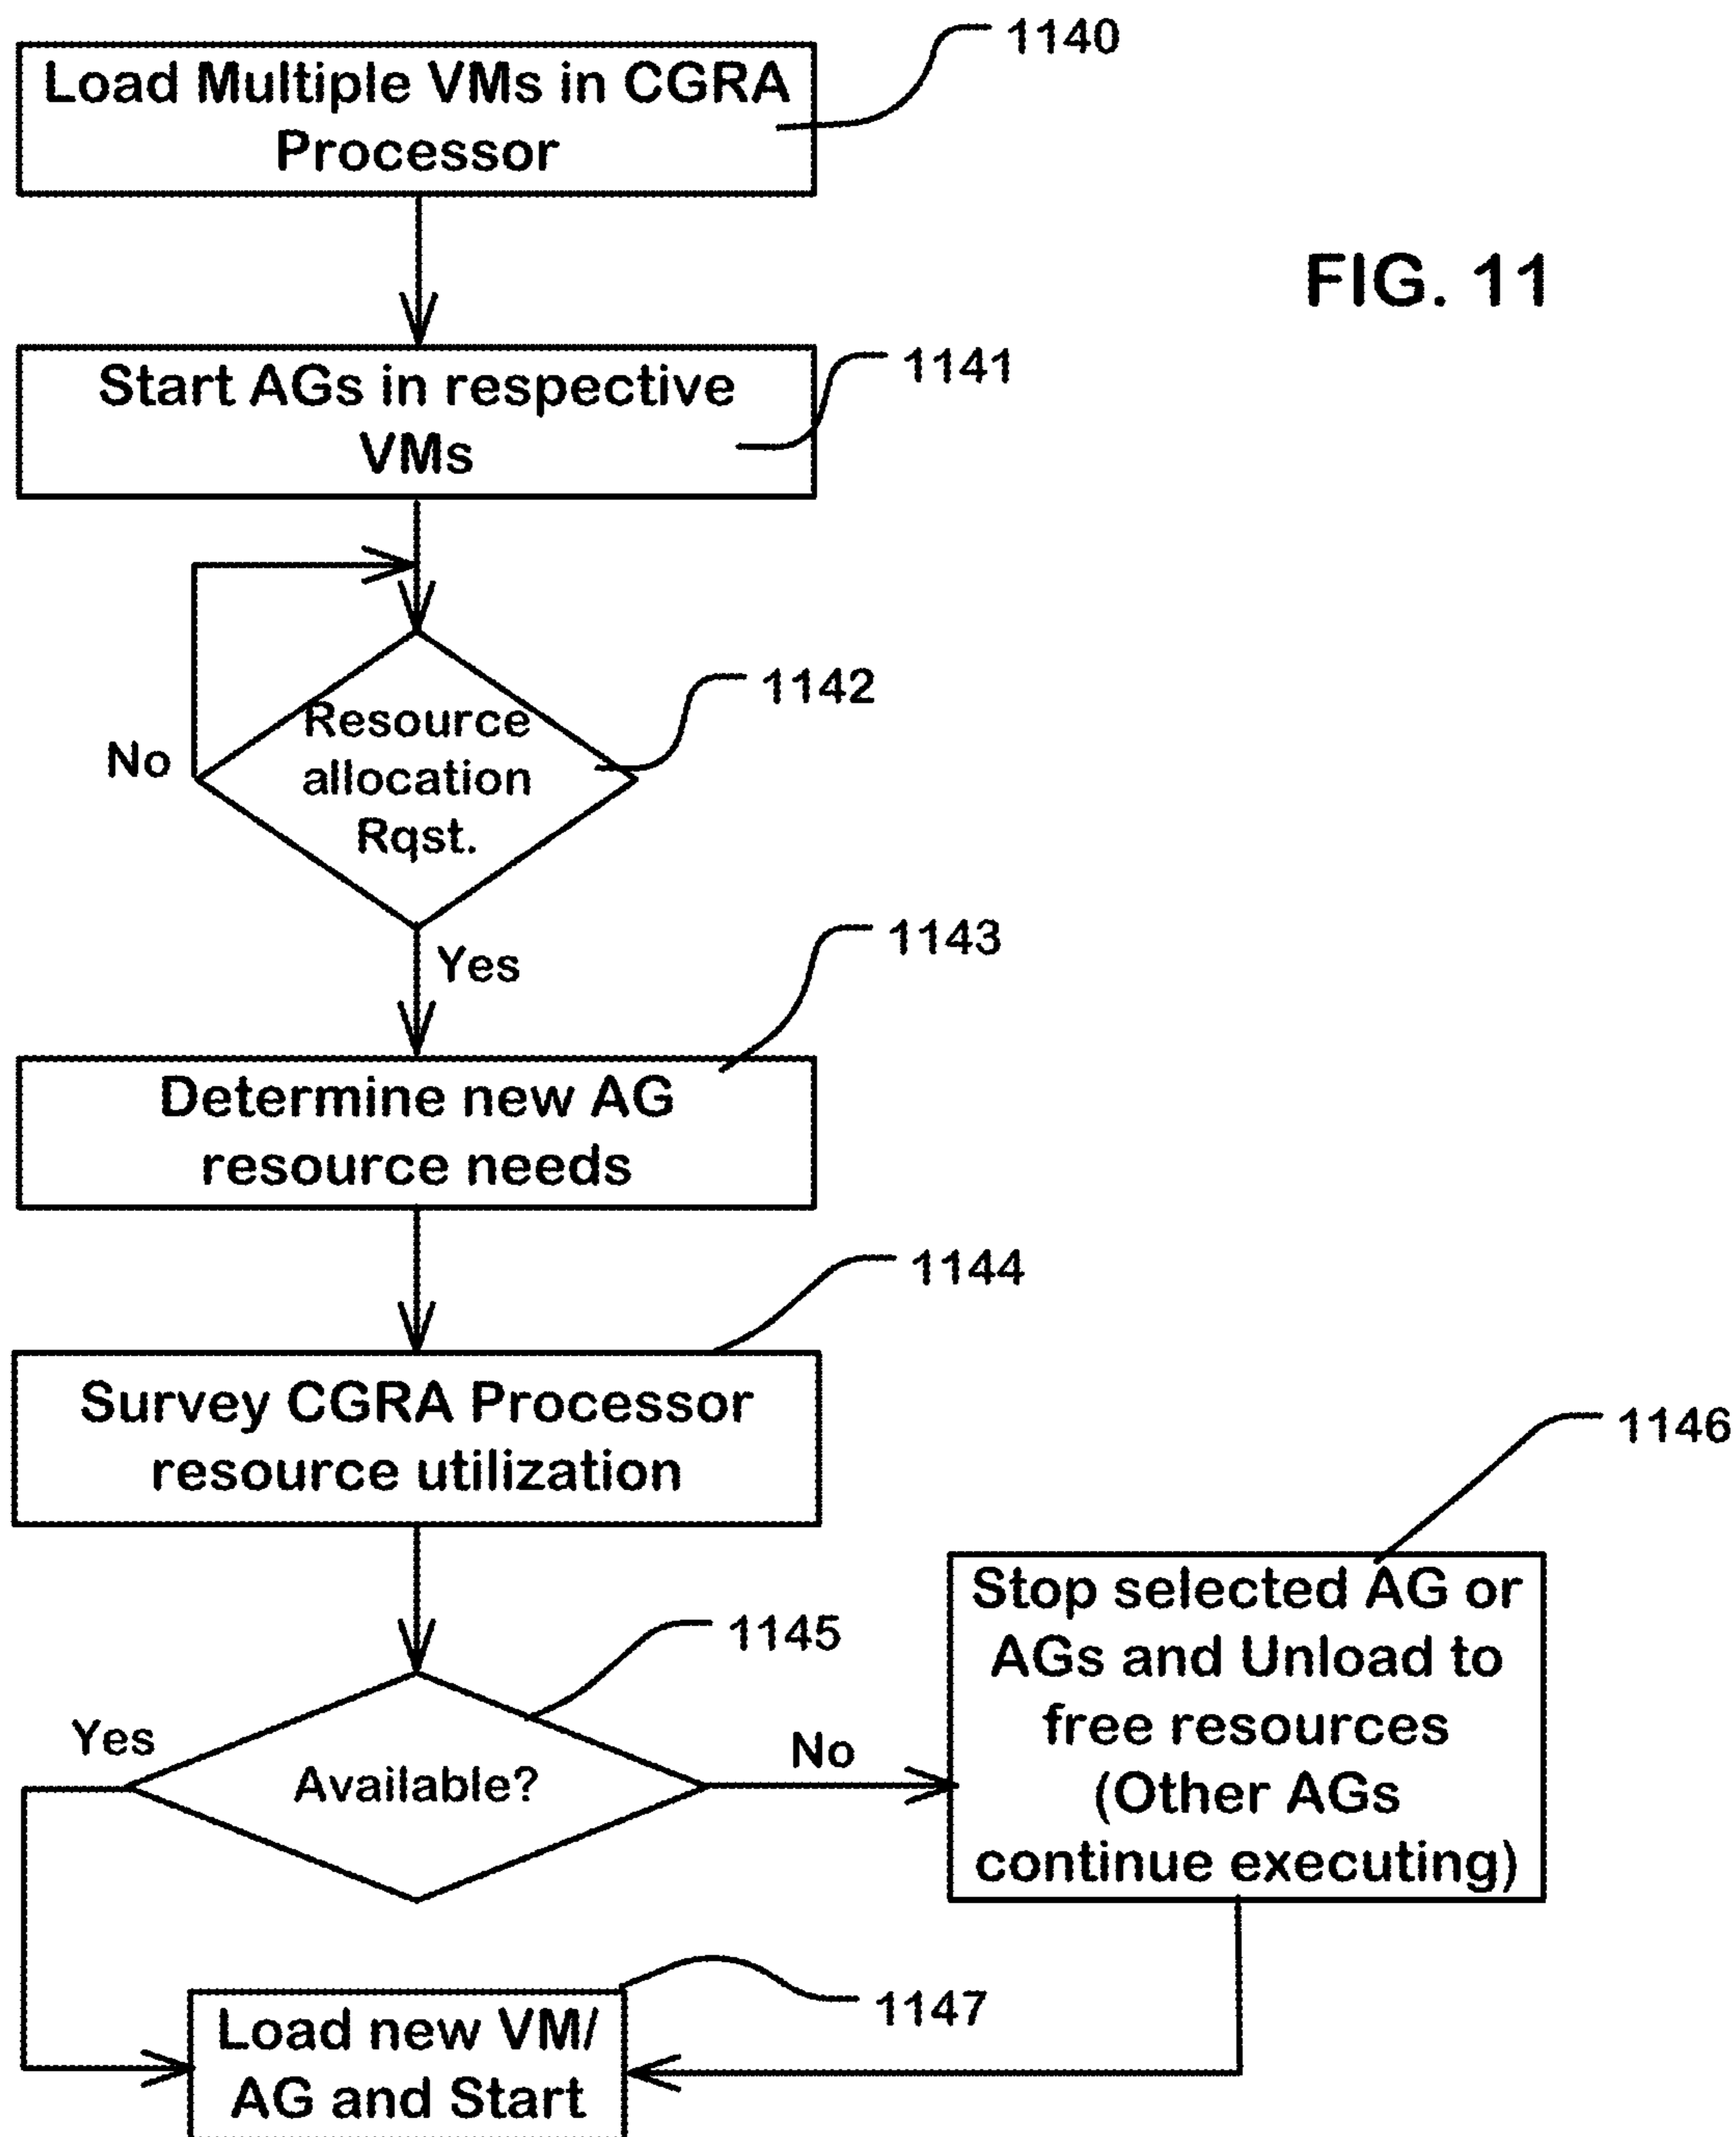 1140
Load Multiple VMs in CGRA
Processor
FIG. 11
1141
Start AGs in respective
VMs
1142
Resource
allocation
Rqst.
No
Yes
1143
Determine new AG
resource needs
1144
Survey CGRA Processor
resource utilization
1145
Available?
Yes
No
1146
Stop selected AG or
AGs and Unload to
free resources
(Other AGs
continue executing)
1147
Load new VM/
AG and Start